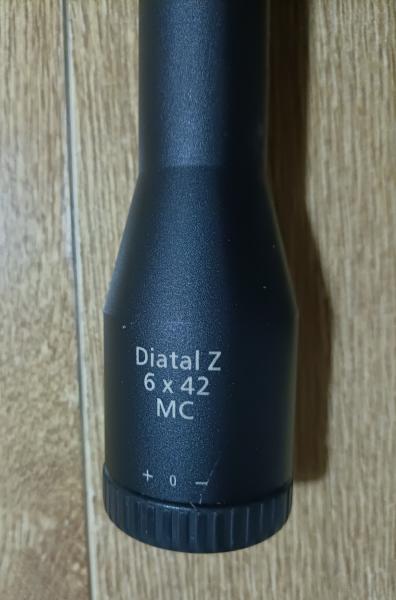 Diatal Z
6 x 42
MC
+ 0 −